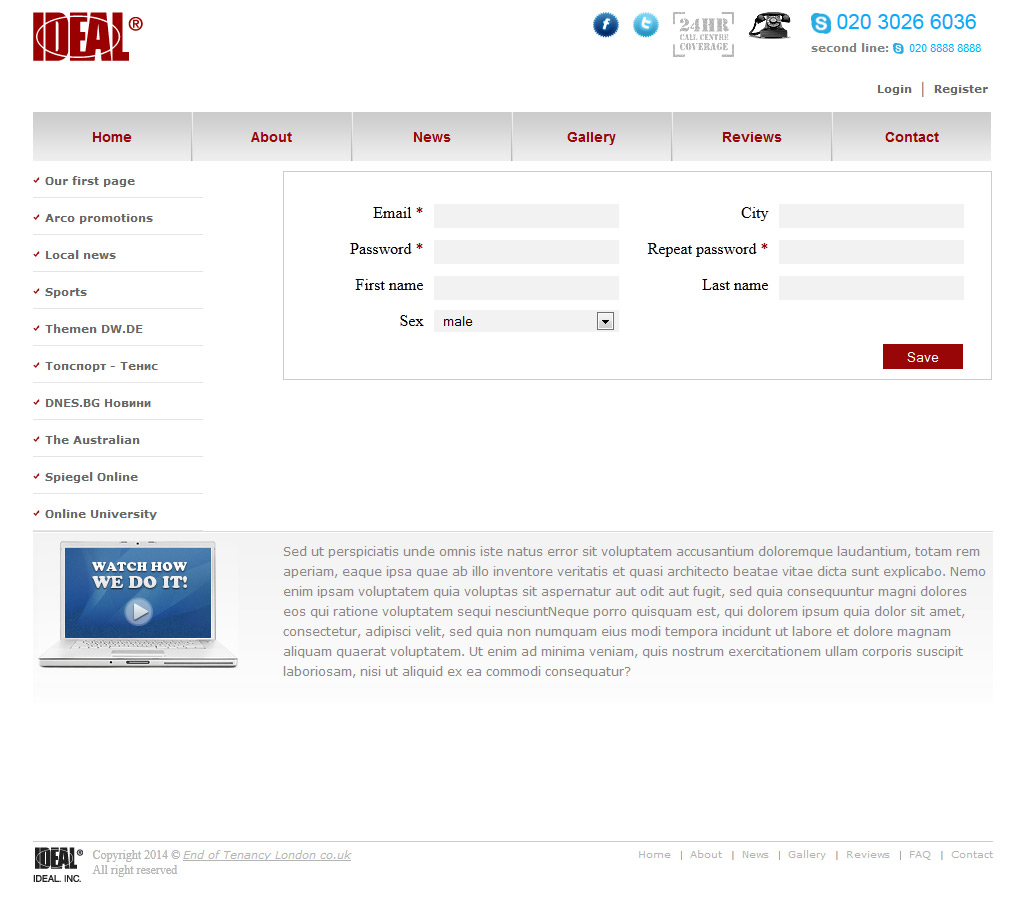 IDEAL®
24HR
CALL CENTRE
COVERAGE
020 3026 6036
second line: 020 8888 8888
Login | Register
Home About News Gallery Reviews Contact
Our first page
Arco promotions
Local news
Sports
Themen DW.DE
Топспорт - Тенис
DNES.BG Новини
The Australian
Spiegel Online
Online University
Email * City
Password * Repeat password *
First name Last name
Sex male
Save
WATCH HOW
WE DO IT!
Sed ut perspiciatis unde omnis iste natus error sit voluptatem accusantium doloremque laudantium, totam rem
aperiam, eaque ipsa quae ab illo inventore veritatis et quasi architecto beatae vitae dicta sunt explicabo. Nemo
enim ipsam voluptatem quia voluptas sit aspernatur aut odit aut fugit, sed quia consequuntur magni dolores
eos qui ratione voluptatem sequi nesciuntNeque porro quisquam est, qui dolorem ipsum quia dolor sit amet,
consectetur, adipisci velit, sed quia non numquam eius modi tempora incidunt ut labore et dolore magnam
aliquam quaerat voluptatem. Ut enim ad minima veniam, quis nostrum exercitationem ullam corporis suscipit
laboriosam, nisi ut aliquid ex ea commodi consequatur?
IDEAL®
IDEAL. INC.
Copyright 2014 © End of Tenancy London co.uk
All right reserved
Home | About | News | Gallery | Reviews | FAQ | Contact